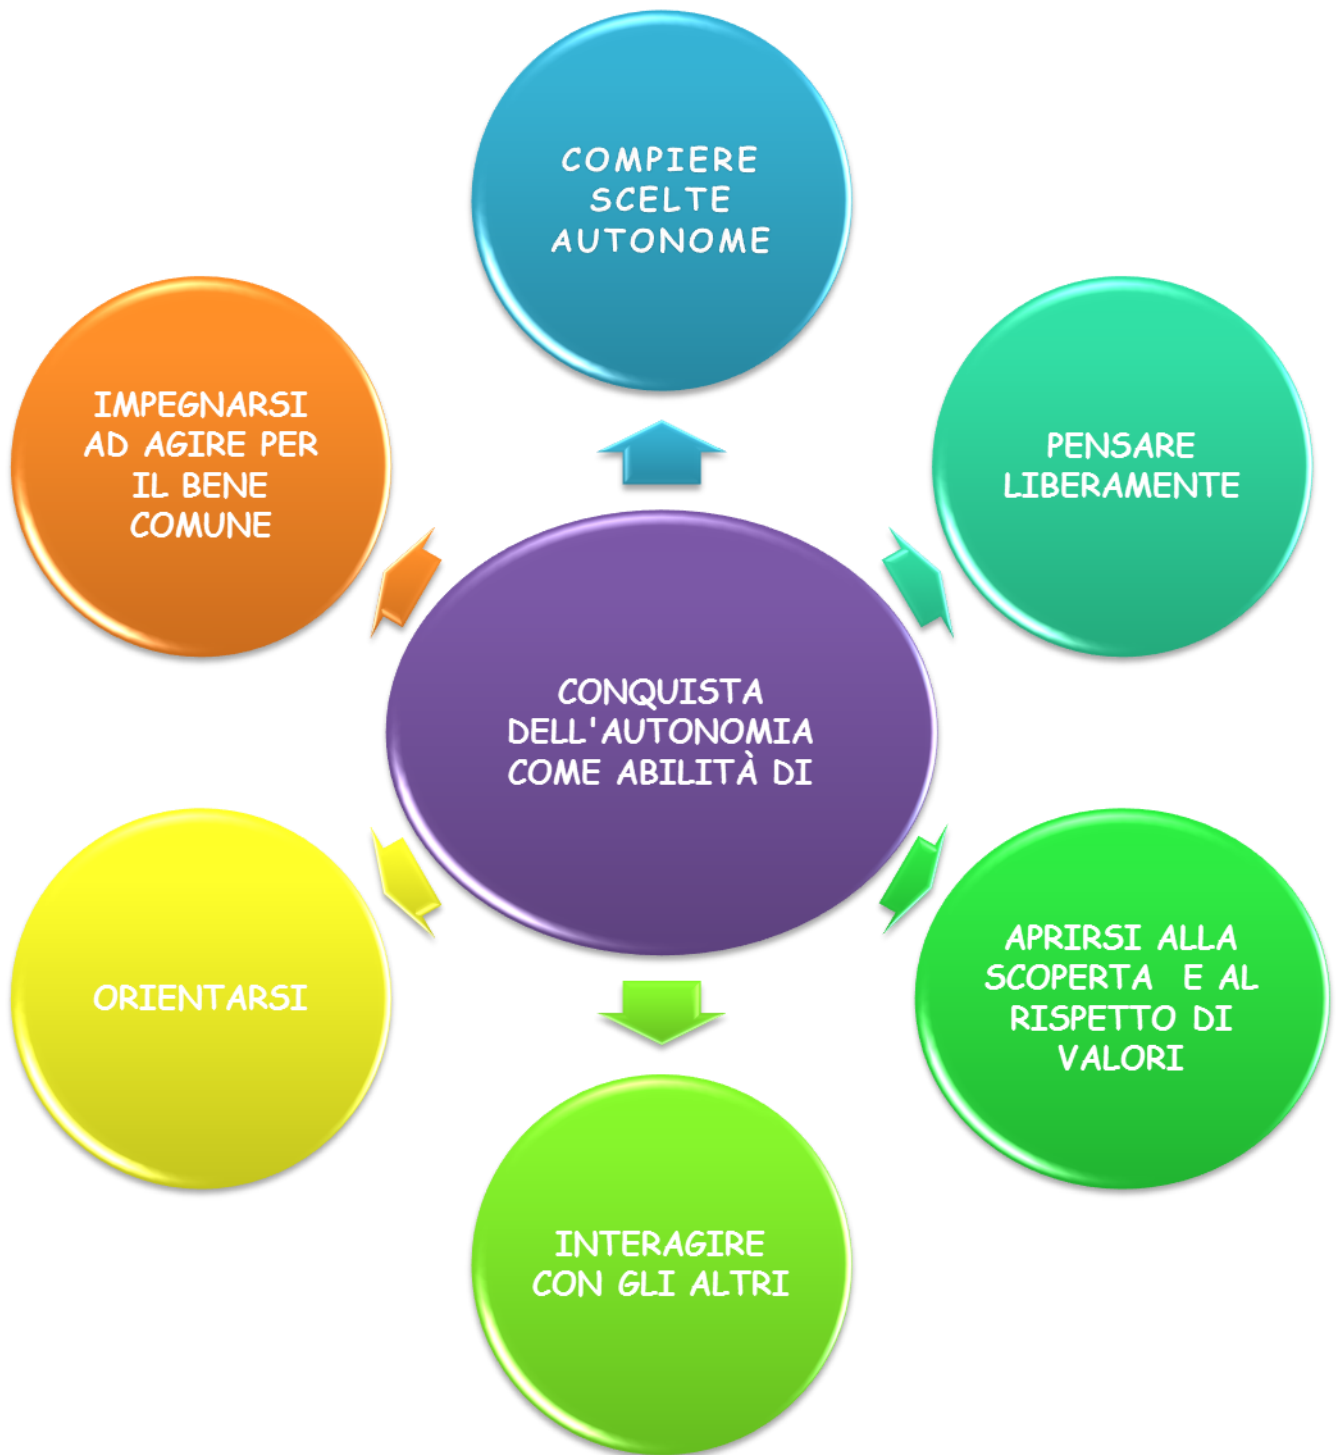 COMPIERE
SCELTE
AUTONOME
PENSARE
LIBERAMENTE
APRIRSI ALLA
SCOPERTA E AL
RISPETTO DI
VALORI
INTERAGIRE
CON GLI ALTRI
ORIENTARSI
IMPEGNARSI
AD AGIRE PER
IL BENE
COMUNE
CONQUISTA
DELL'AUTONOMIA
COME ABILITÀ DI